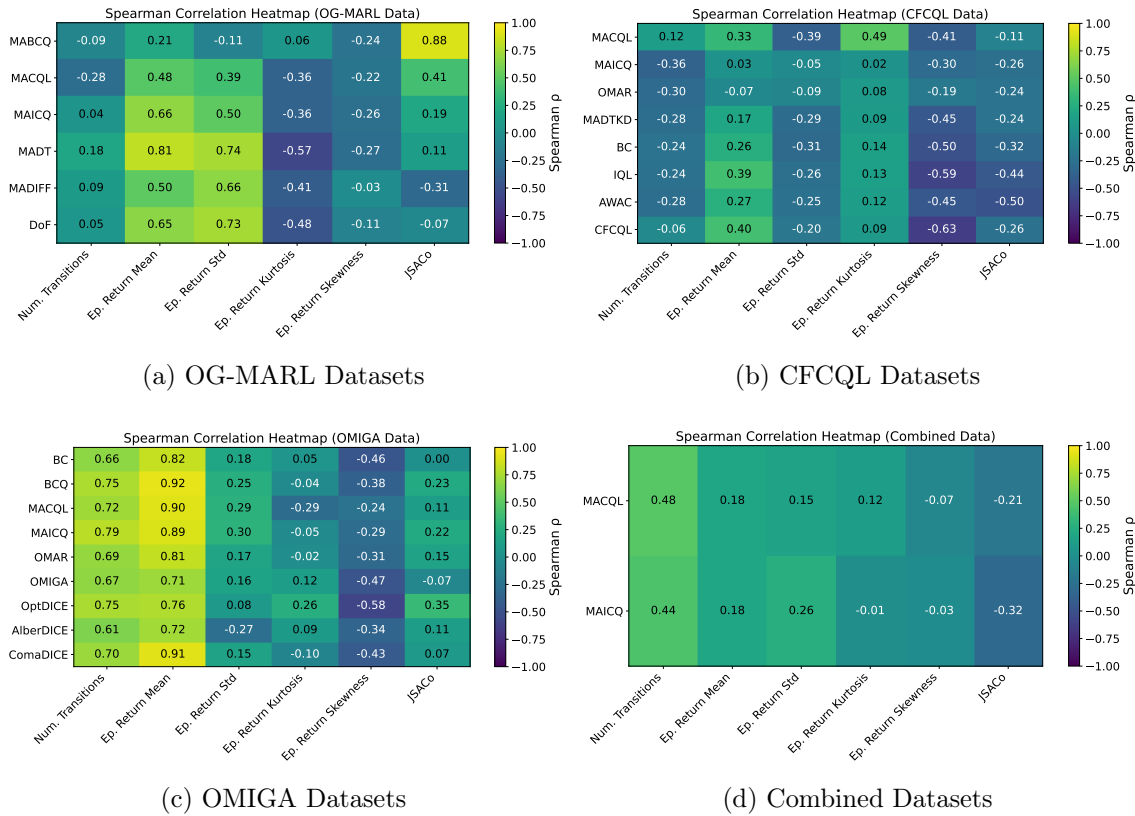 Spearman Correlation Heatmap (OG-MARL Data)
MABCQ -0.09 0.21 -0.11 0.06 -0.24 0.88
MACQL -0.28 0.48 0.39 -0.36 -0.22 0.41
MAICQ 0.04 0.66 0.50 -0.36 -0.26 0.19
MADT 0.18 0.81 0.74 -0.57 -0.27 0.11
MADIFF 0.09 0.50 0.66 -0.41 -0.03 -0.31
DoF 0.05 0.65 0.73 -0.48 -0.11 -0.07
Num. Transitions
Ep. Return Mean
Ep. Return Std
Ep. Return Kurtosis
Ep. Return Skewness
JSACo
1.00
0.75
0.50
0.25
0.00
−0.25
−0.50
−0.75
−1.00
Spearman ρ
(a) OG-MARL Datasets
Spearman Correlation Heatmap (CFCQL Data)
MACQL 0.12 0.33 -0.39 0.49 -0.41 -0.11
MAICQ -0.36 0.03 -0.05 0.02 -0.30 -0.26
OMAR -0.30 -0.07 -0.09 0.08 -0.19 -0.24
MADTKD -0.28 0.17 -0.29 0.09 -0.45 -0.24
BC -0.24 0.26 -0.31 0.14 -0.50 -0.32
IQL -0.24 0.39 -0.26 0.13 -0.59 -0.44
AWAC -0.28 0.27 -0.25 0.12 -0.45 -0.50
CFCQL -0.06 0.40 -0.20 0.09 -0.63 -0.26
Num. Transitions
Ep. Return Mean
Ep. Return Std
Ep. Return Kurtosis
Ep. Return Skewness
JSACo
1.00
0.75
0.50
0.25
0.00
−0.25
−0.50
−0.75
−1.00
Spearman ρ
(b) CFCQL Datasets
Spearman Correlation Heatmap (OMIGA Data)
BC 0.66 0.82 0.18 0.05 -0.46 0.00
BCQ 0.75 0.92 0.25 -0.04 -0.38 0.23
MACQL 0.72 0.90 0.29 -0.29 -0.24 0.11
MAICQ 0.79 0.89 0.30 -0.05 -0.29 0.22
OMAR 0.69 0.81 0.17 -0.02 -0.31 0.15
OMIGA 0.67 0.71 0.16 0.12 -0.47 -0.07
OptDICE 0.75 0.76 0.08 0.26 -0.58 0.35
AlberDICE 0.61 0.72 -0.27 0.09 -0.34 0.11
ComaDICE 0.70 0.91 0.15 -0.10 -0.43 0.07
Num. Transitions
Ep. Return Mean
Ep. Return Std
Ep. Return Kurtosis
Ep. Return Skewness
JSACo
1.00
0.75
0.50
0.25
0.00
−0.25
−0.50
−0.75
−1.00
Spearman ρ
(c) OMIGA Datasets
Spearman Correlation Heatmap (Combined Data)
MACQL 0.48 0.18 0.15 0.12 -0.07 -0.21
MAICQ 0.44 0.18 0.26 -0.01 -0.03 -0.32
Num. Transitions
Ep. Return Mean
Ep. Return Std
Ep. Return Kurtosis
Ep. Return Skewness
JSACo
1.00
0.75
0.50
0.25
0.00
−0.25
−0.50
−0.75
−1.00
Spearman ρ
(d) Combined Datasets